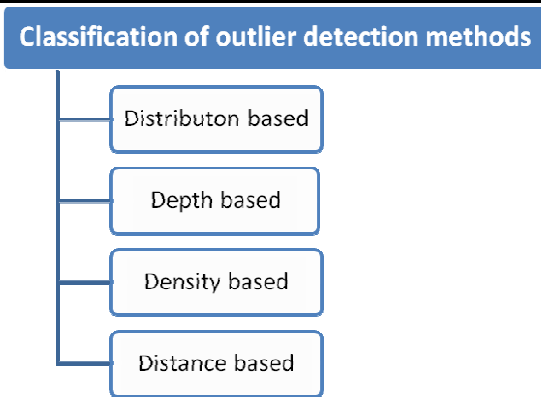 Classification of outlier detection methods
Distributon based
Depth based
Density based
Distance based